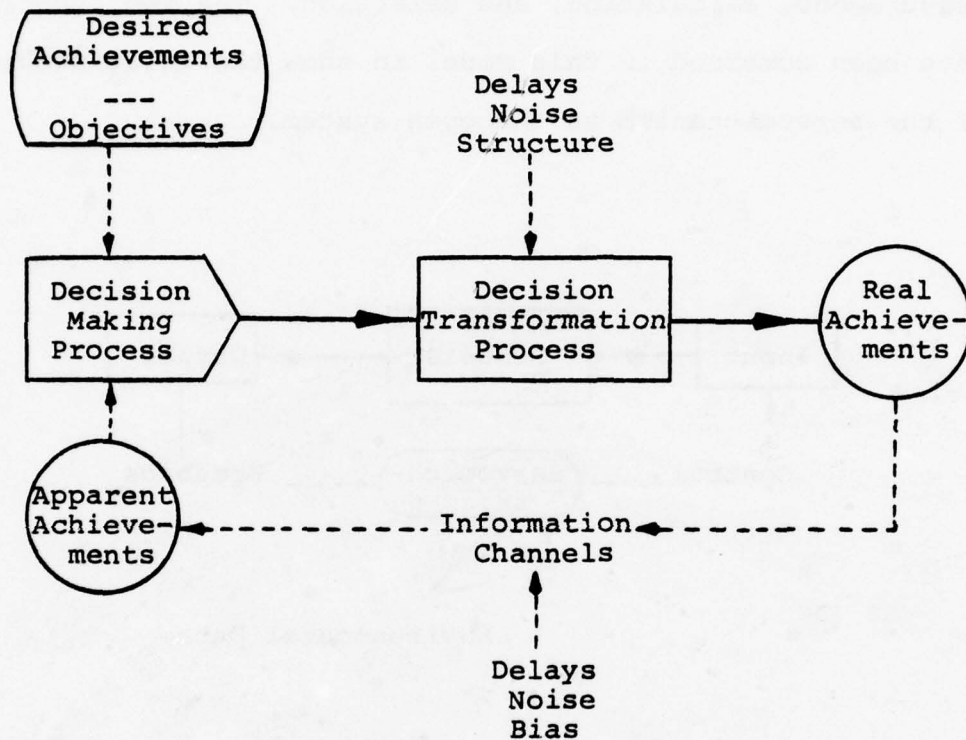 Desired
Achievements
---
Objectives
Delays
Noise
Structure
Decision
Making
Process
Decision
Transformation
Process
Real
Achieve-
ments
Apparent
Achieve-
ments
Information
Channels
Delays
Noise
Bias